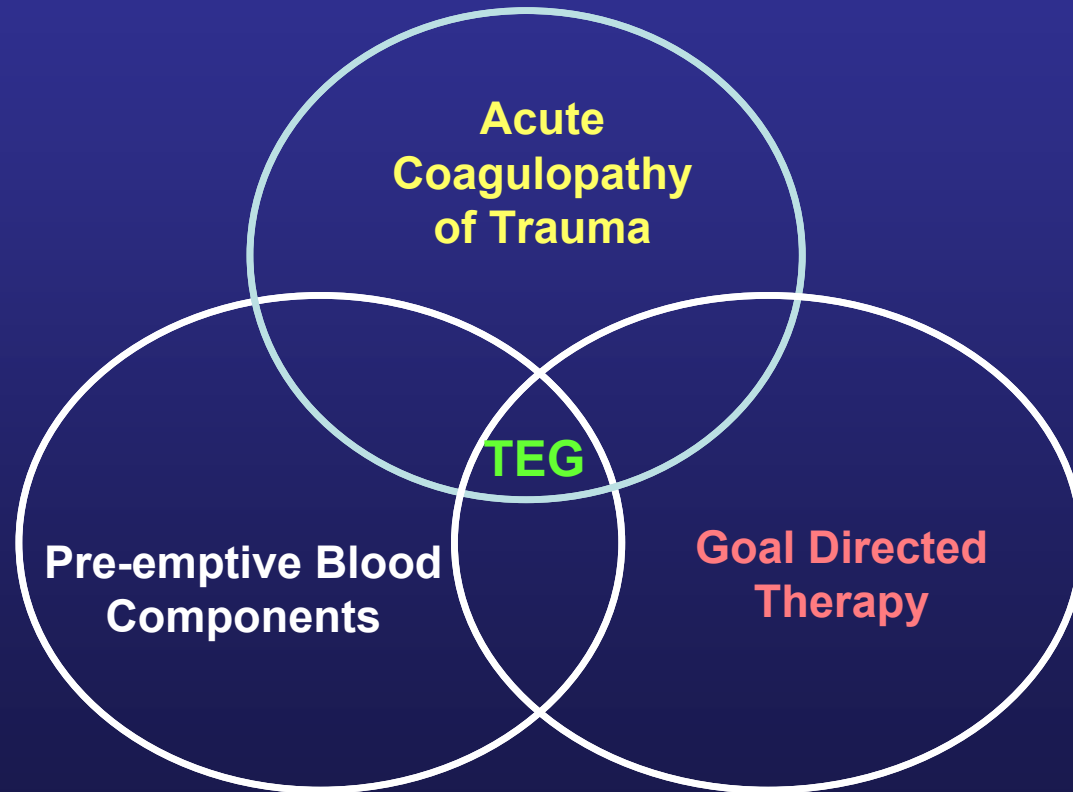 Acute
Coagulopathy
of Trauma
TEG
Pre-emptive Blood
Components
Goal Directed
Therapy